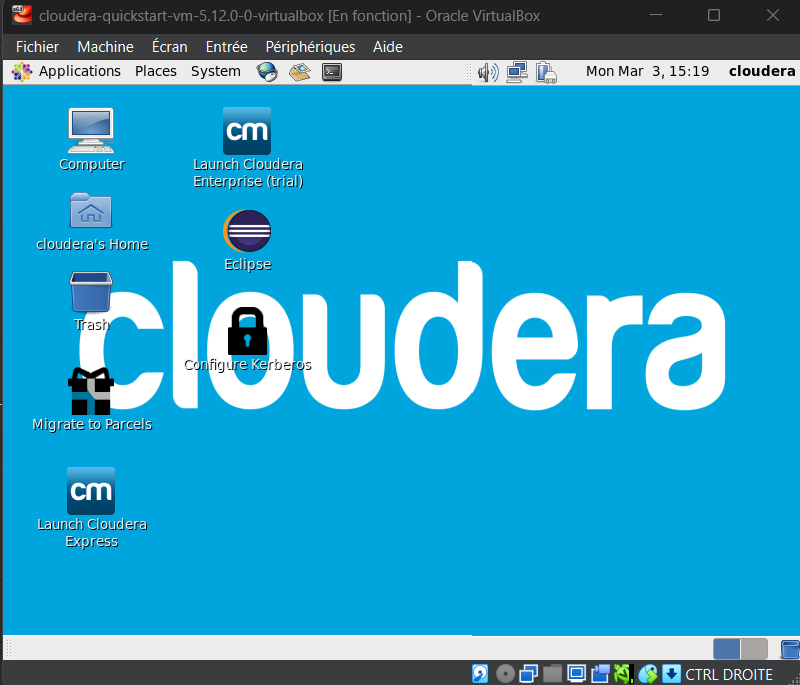 cloudera-quickstart-vm-5.12.0-0-virtualbox [En fonction] - Oracle VirtualBox
Fichier Machine Écran Entrée Périphériques Aide
Applications Places System Mon Mar 3, 15:19 cloudera
Computer
cm
Launch Cloudera
Enterprise (trial)
cloudera's Home
Eclipse
Trash
Configure Kerberos
cloudera
Migrate to Parcels
cm
Launch Cloudera
Express
CTRL DROITE